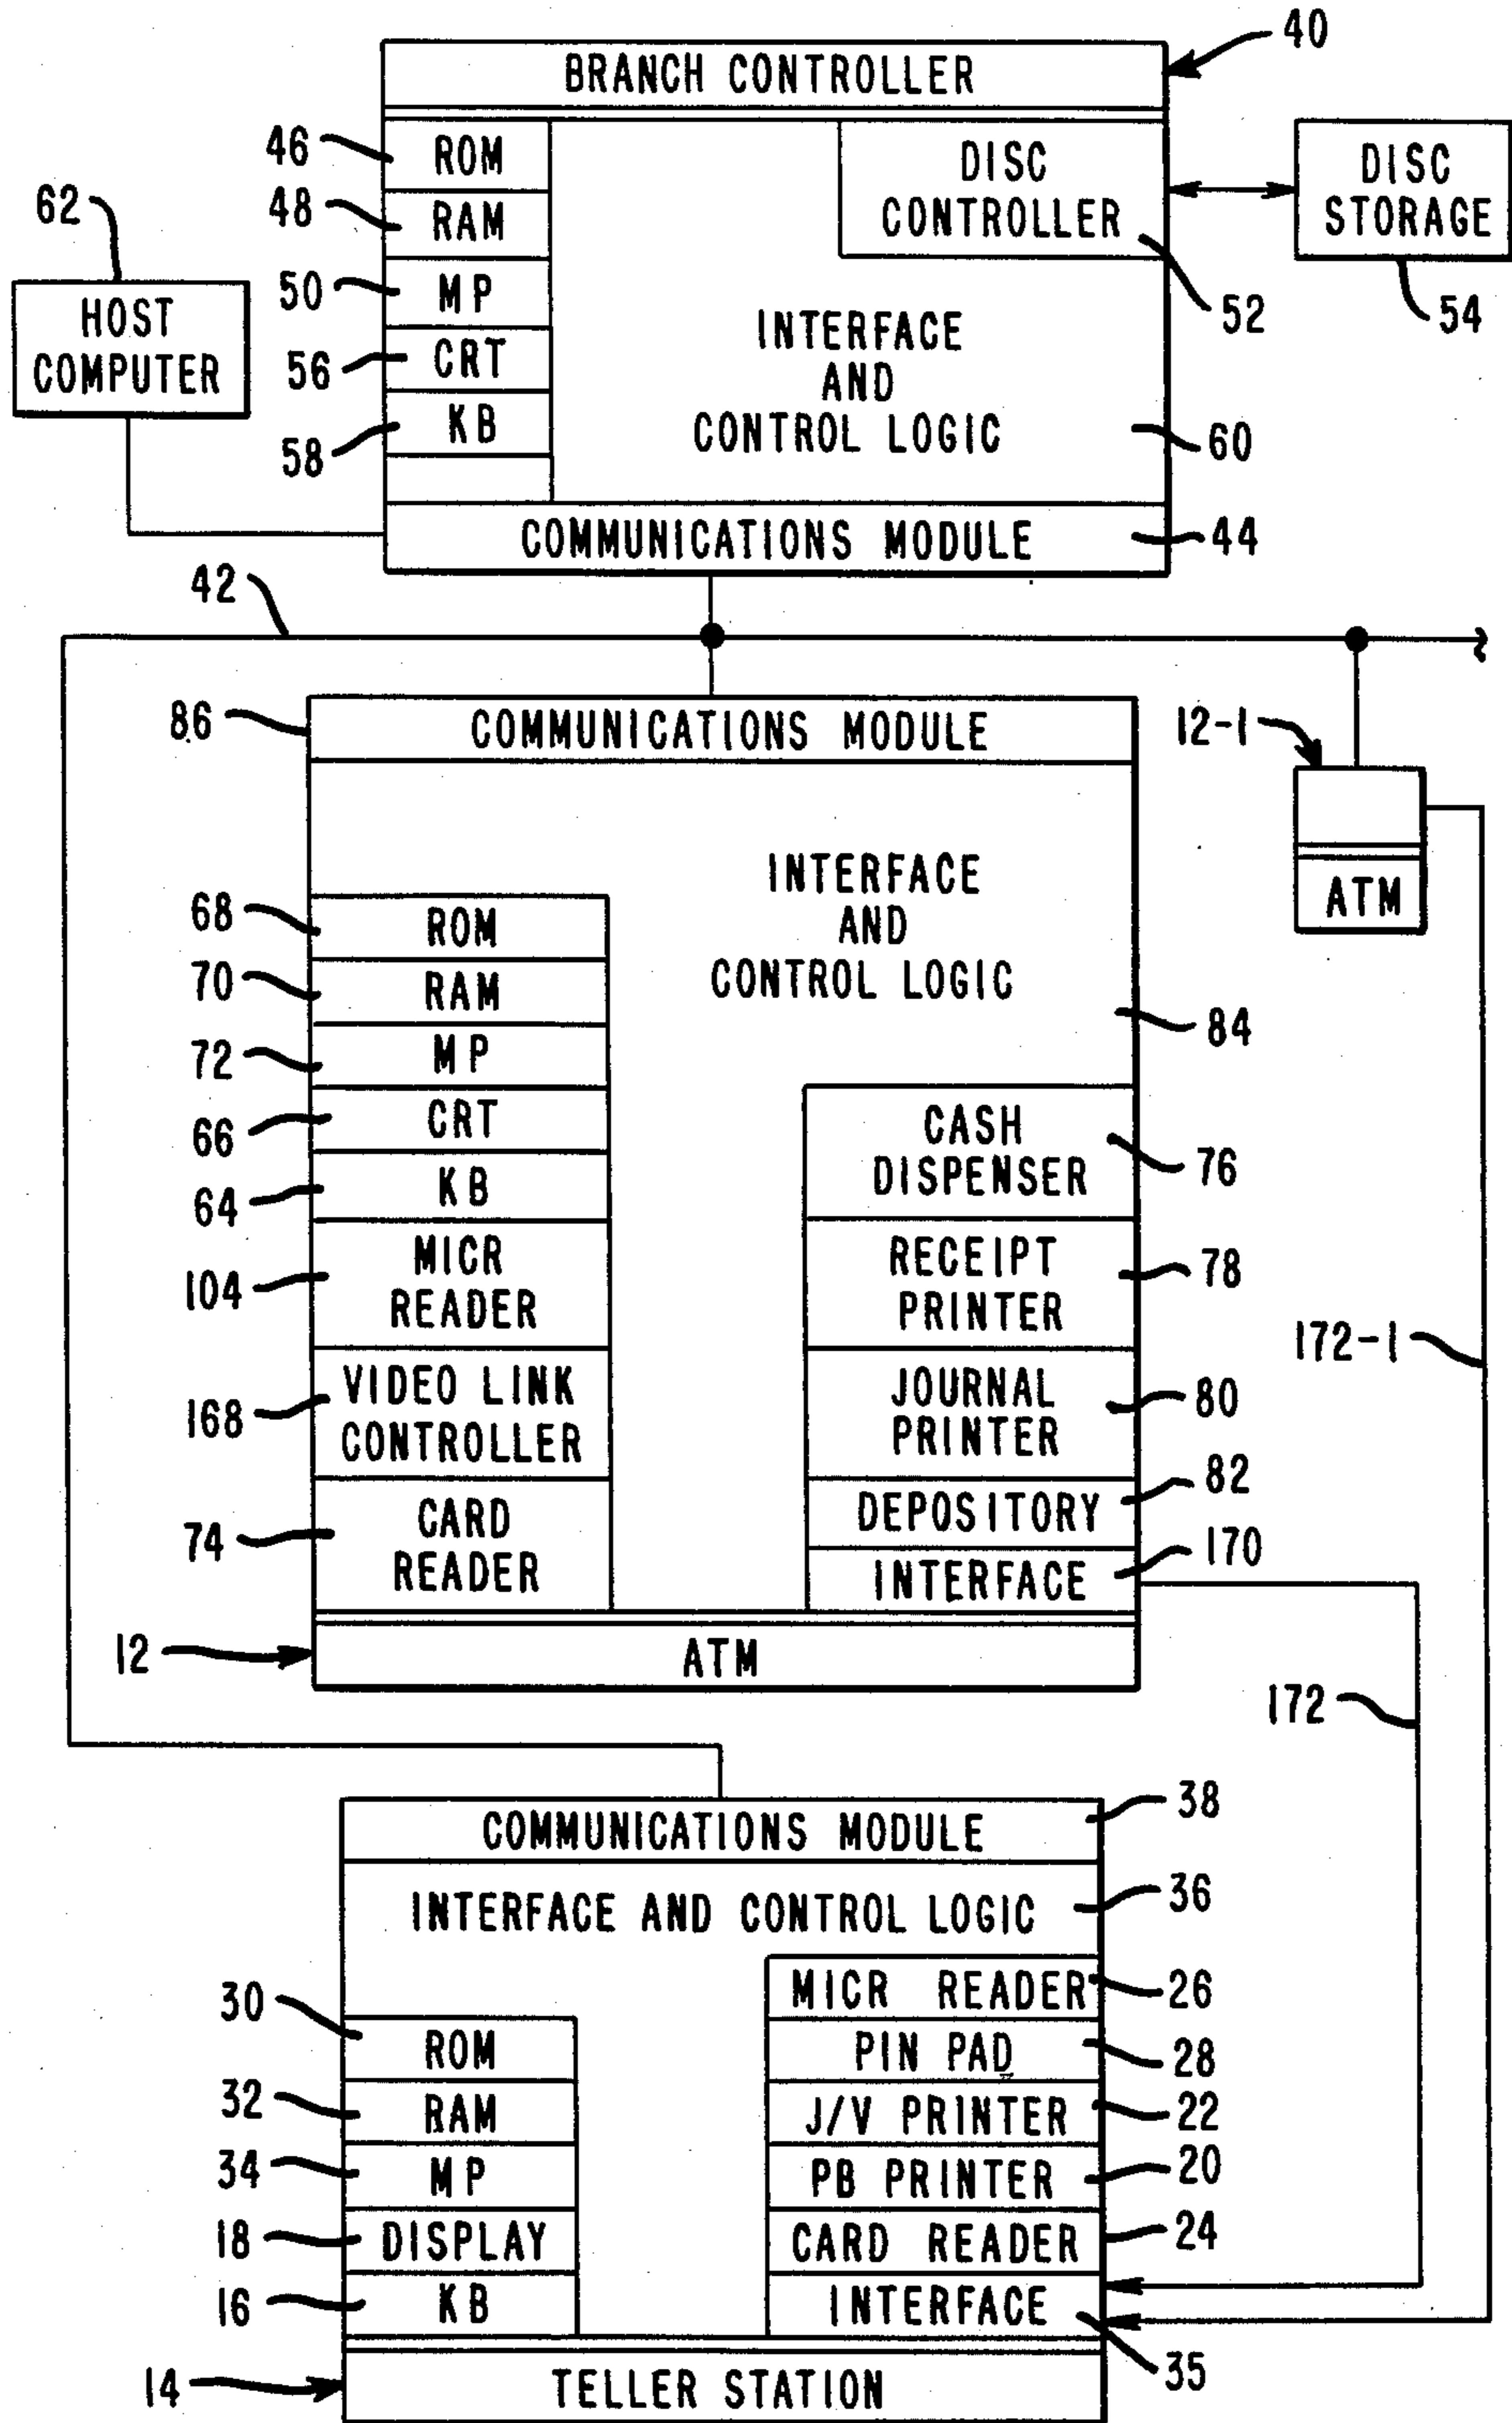 40
BRANCH CONTROLLER
46
ROM
DISC
CONTROLLER
DISC
STORAGE
48
RAM
62
50
MP
52
54
HOST
COMPUTER
INTERFACE
AND
CONTROL LOGIC
56
CRT
58
KB
60
COMMUNICATIONS MODULE
44
42
86
COMMUNICATIONS MODULE
12-1
ATM
INTERFACE
AND
CONTROL LOGIC
68
ROM
70
RAM
84
72
MP
66
CRT
CASH
DISPENSER
76
64
KB
104
MICR
READER
RECEIPT
PRINTER
78
172-1
168
VIDEO LINK
CONTROLLER
JOURNAL
PRINTER
80
82
74
CARD
READER
DEPOSITORY
170
INTERFACE
12
ATM
172
38
COMMUNICATIONS MODULE
36
INTERFACE AND CONTROL LOGIC
MICR READER
26
30
ROM
PIN PAD
28
32
RAM
J/V PRINTER
22
34
MP
PB PRINTER
20
18
DISPLAY
CARD READER
24
16
KB
INTERFACE
35
14
TELLER STATION